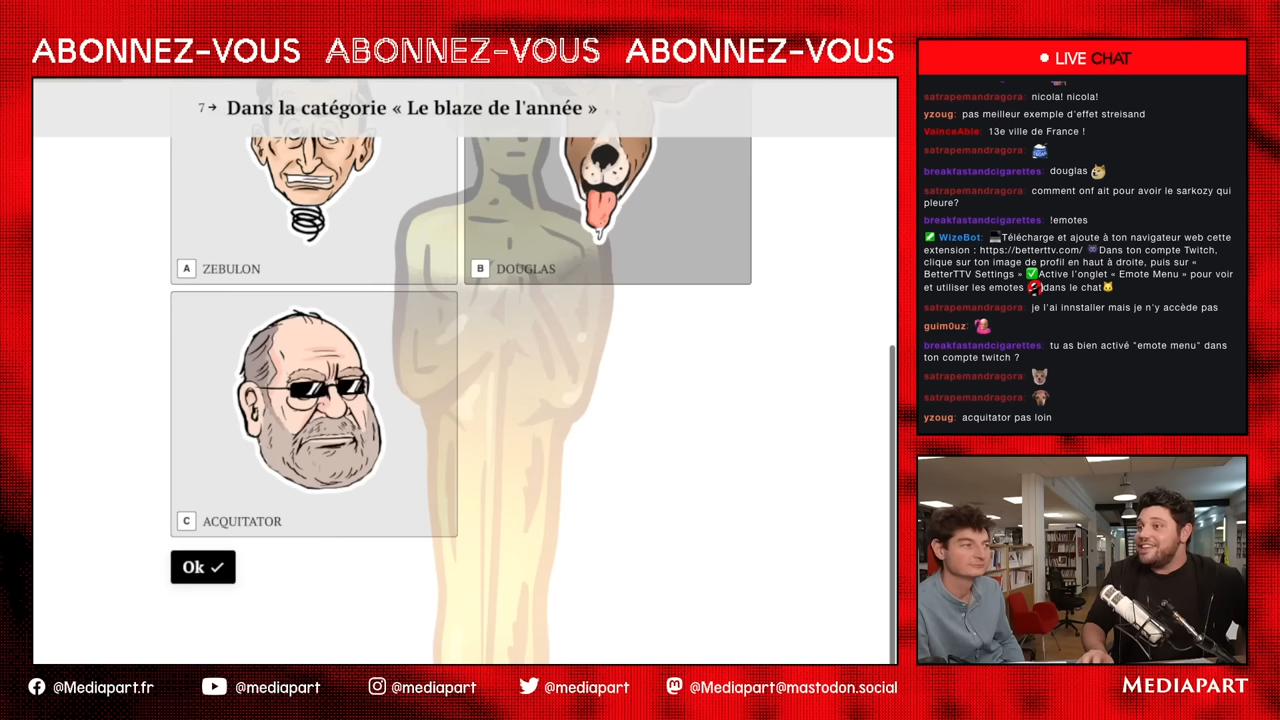 ABONNEZ-VOUS ABONNEZ-VOUS ABONNEZ-VOUS
7→ Dans la catégorie « Le blaze de l'année »
A ZEBULON
B DOUGLAS
C ACQUITATOR
Ok ✓
LIVE CHAT
satrapemandragora: nicola! nicola!
yzoug: pas meilleur exemple d'effet streisand
VainceAble: 13e ville de France !
satrapemandragora:
breakfastandcigarettes: douglas
satrapemandragora: comment onf ait pour avoir le sarkozy qui
pleure?
breakfastandcigarettes: !emotes
WizeBot: Télécharge et ajoute à ton navigateur web cette
extension : https://betterttv.com/ Dans ton compte Twitch,
clique sur ton image de profil en haut à droite, puis sur «
BetterTTV Settings » ✅Active l'onglet « Emote Menu » pour voir
et utiliser les emotes dans le chat
satrapemandragora: je l'ai innstaller mais je n'y accède pas
guim0uz:
breakfastandcigarettes: tu as bien activé "emote menu" dans
ton compte twitch ?
satrapemandragora:
satrapemandragora:
yzoug: acquitator pas loin
@Mediapart.fr @mediapart @mediapart @mediapart @Mediapart@mastodon.social
MEDIAPART